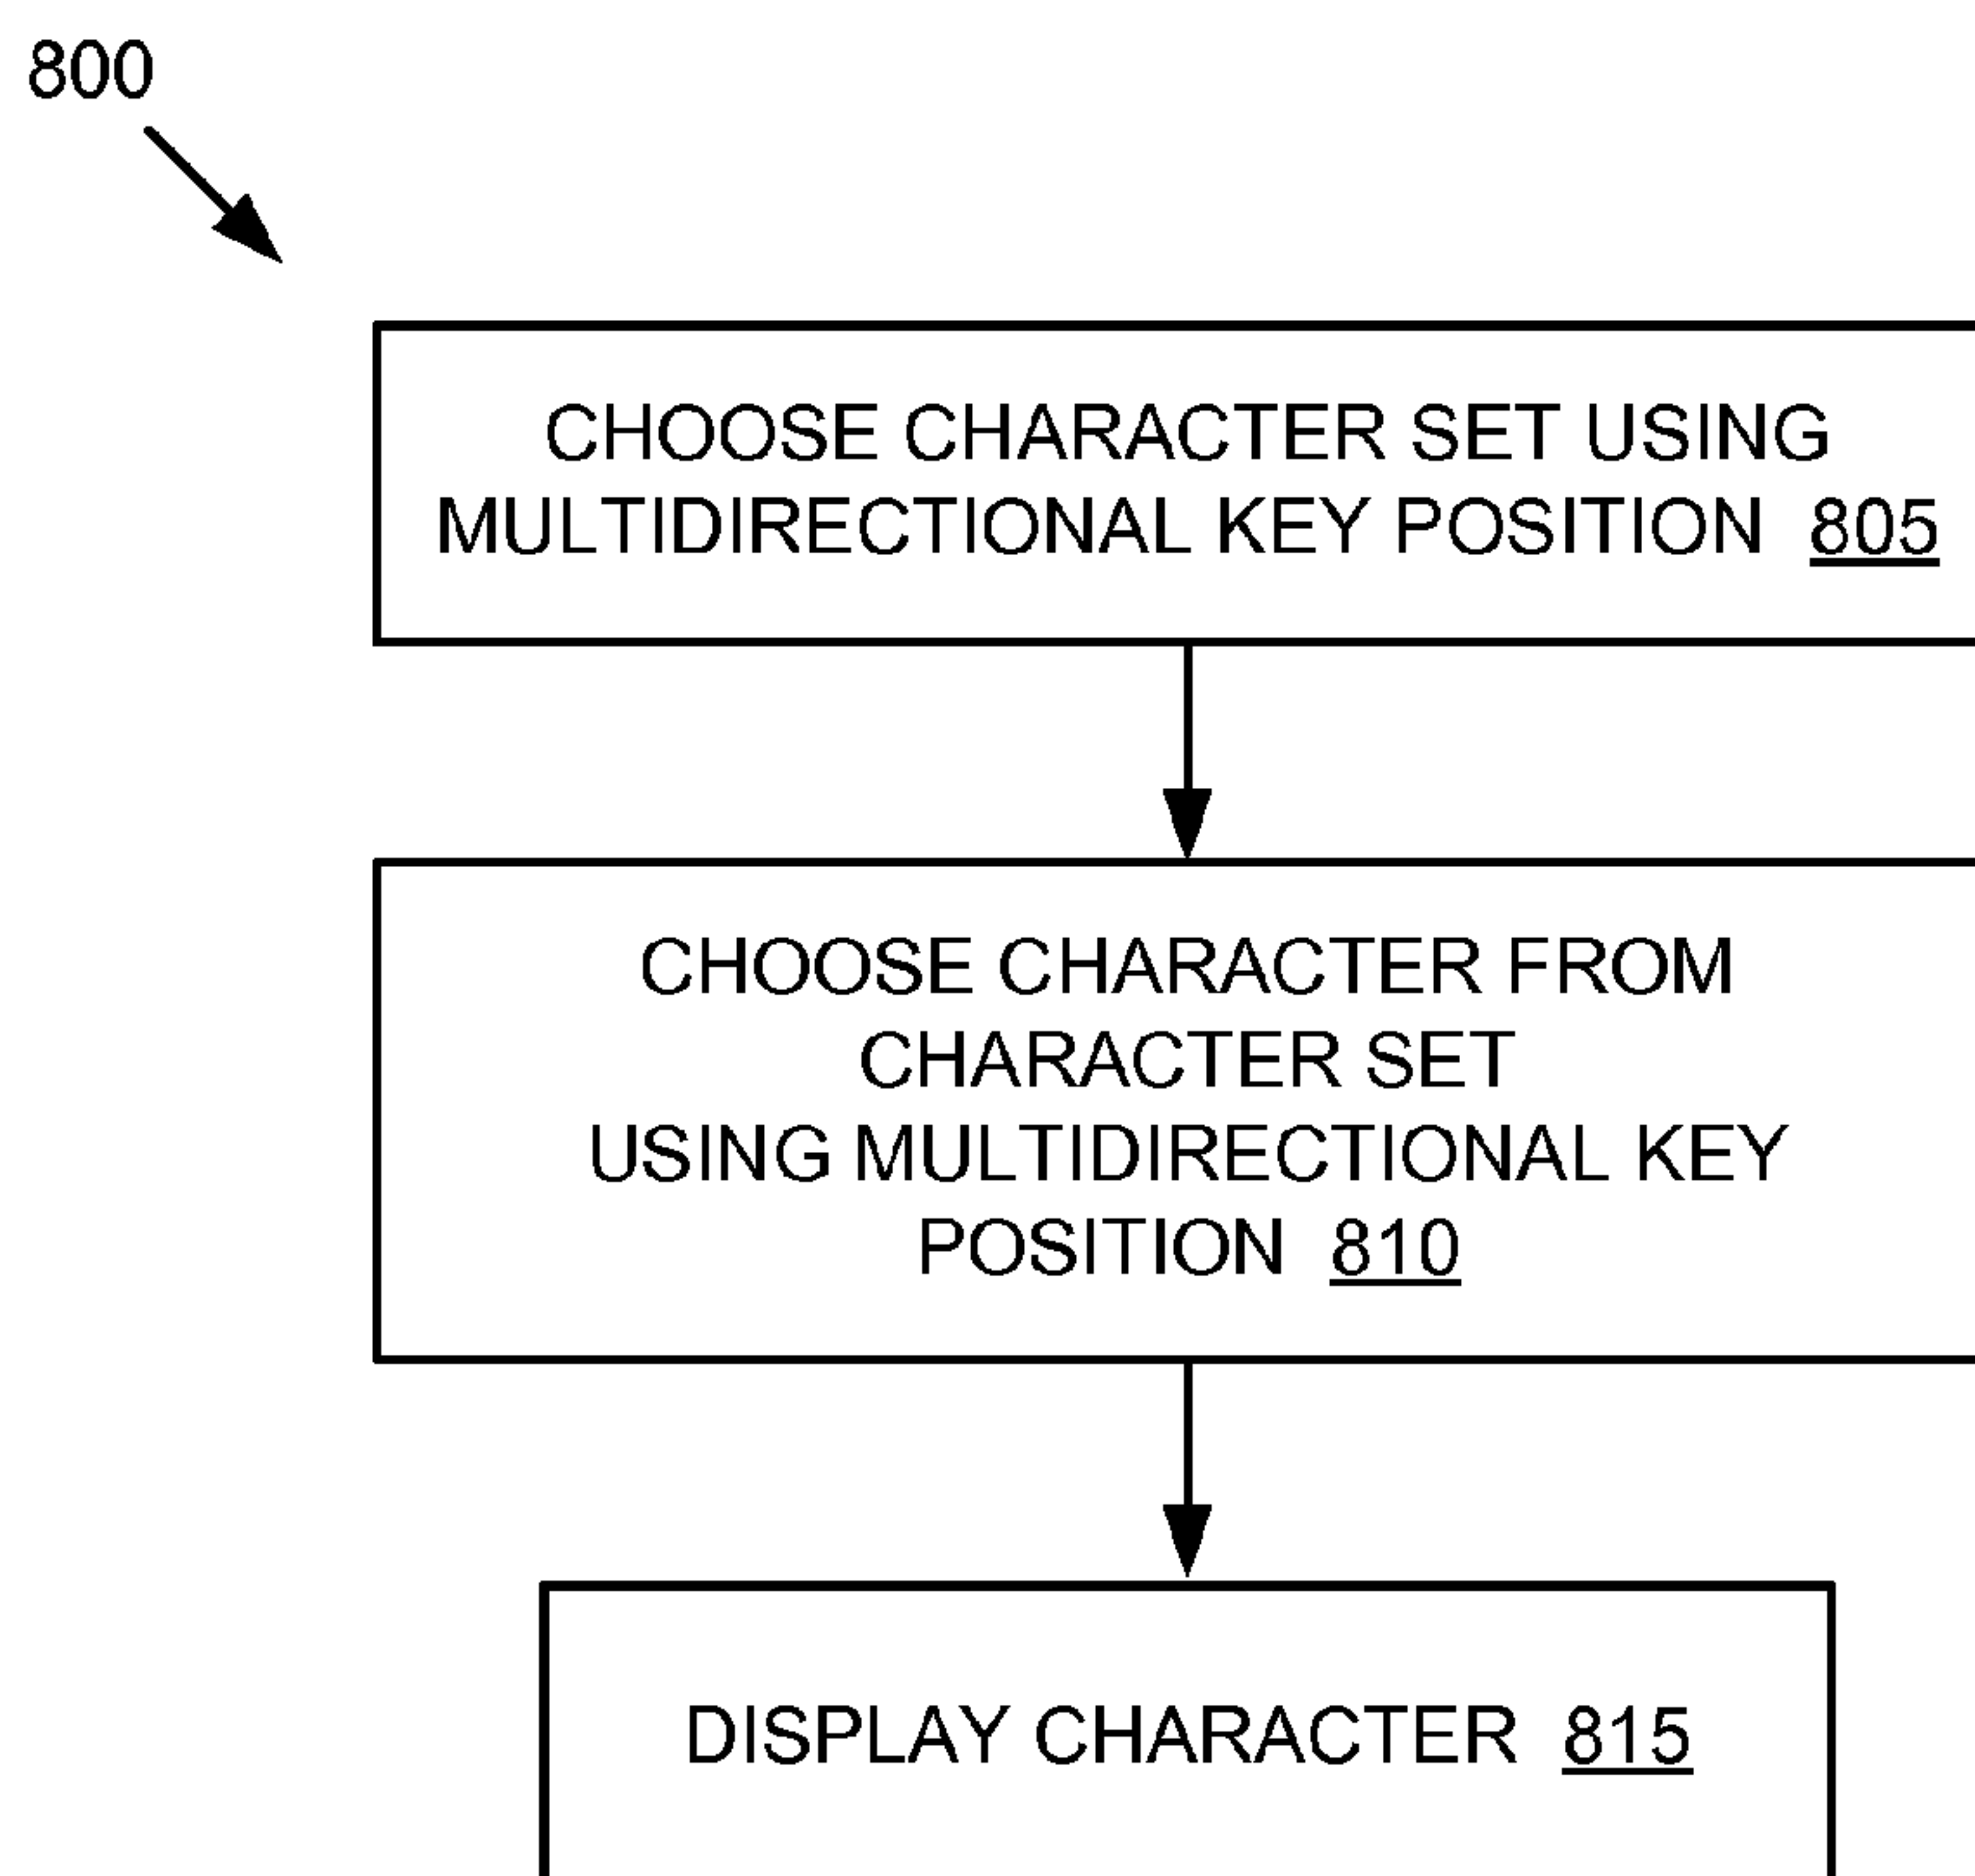 800
CHOOSE CHARACTER SET USING
MULTIDIRECTIONAL KEY POSITION 805
CHOOSE CHARACTER FROM
CHARACTER SET
USING MULTIDIRECTIONAL KEY
POSITION 810
DISPLAY CHARACTER 815